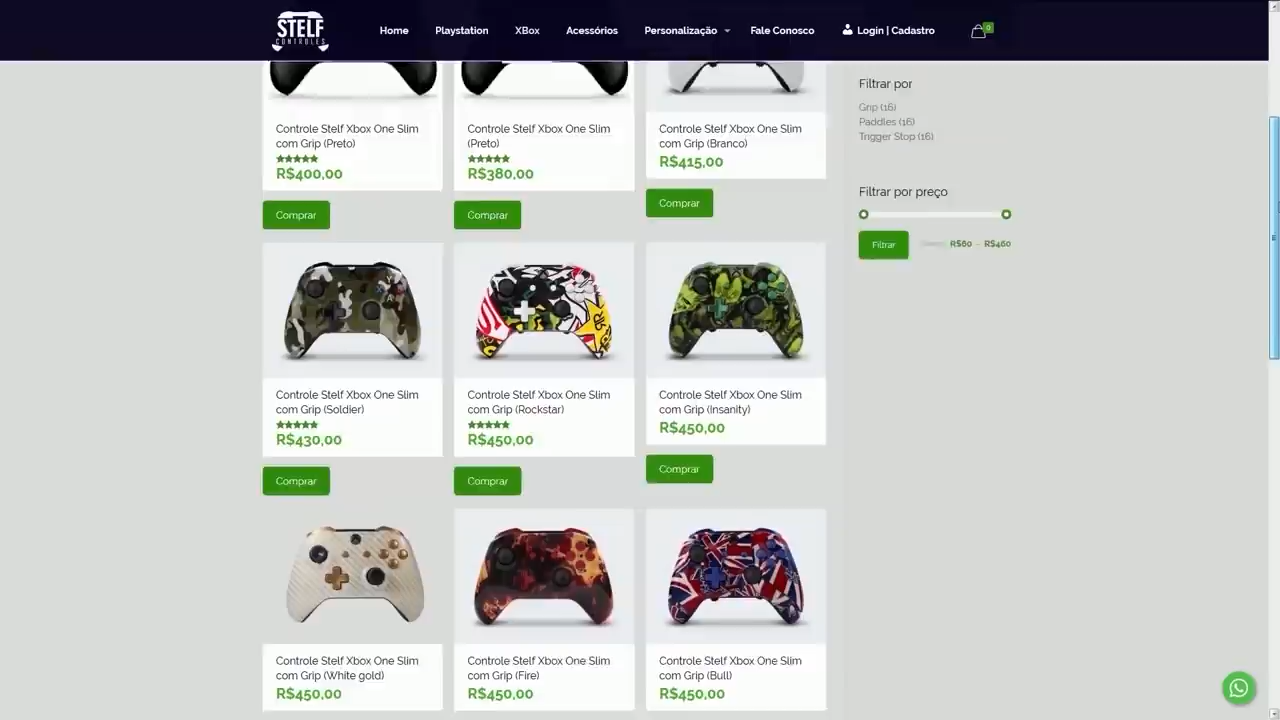 STELF
CONTROLES
Home
Playstation
XBox
Acessórios
Personalização
Fale Conosco
Login | Cadastro
0
Controle Stelf Xbox One Slim
com Grip (Preto)
R$400,00
Comprar
Controle Stelf Xbox One Slim
(Preto)
R$380,00
Comprar
Controle Stelf Xbox One Slim
com Grip (Branco)
R$415,00
Comprar
Filtrar por
Grip (16)
Paddles (16)
Trigger Stop (16)
Filtrar por preço
Filtrar
R$60 — R$460
Controle Stelf Xbox One Slim
com Grip (Soldier)
R$430,00
Comprar
Controle Stelf Xbox One Slim
com Grip (Rockstar)
R$450,00
Comprar
Controle Stelf Xbox One Slim
com Grip (Insanity)
R$450,00
Comprar
Controle Stelf Xbox One Slim
com Grip (White gold)
R$450,00
Controle Stelf Xbox One Slim
com Grip (Fire)
R$450,00
Controle Stelf Xbox One Slim
com Grip (Bull)
R$450,00